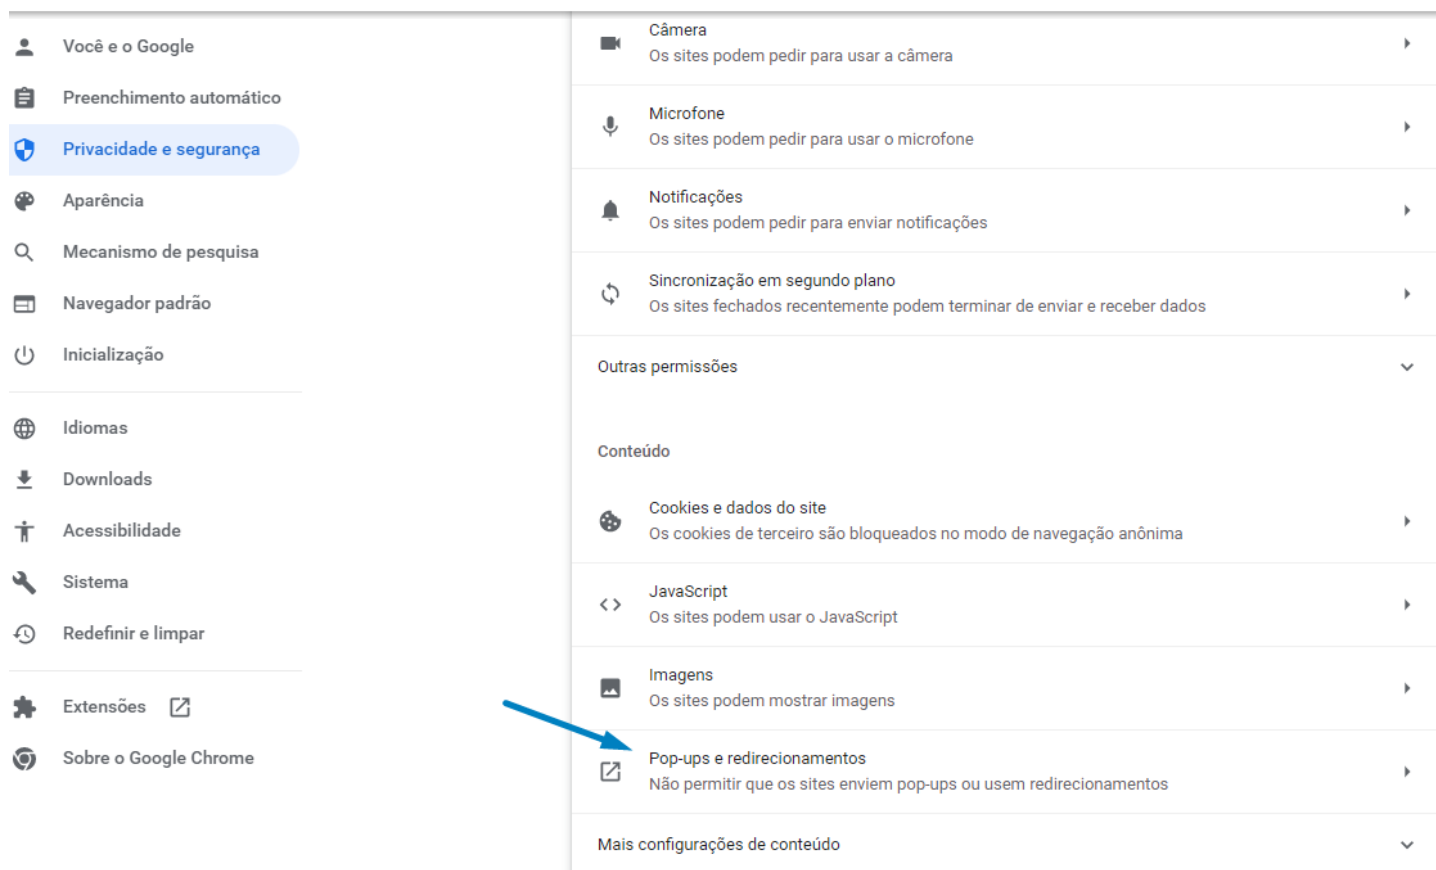 Você e o Google
Preenchimento automático
Privacidade e segurança
Aparência
Mecanismo de pesquisa
Navegador padrão
Inicialização
Idiomas
Downloads
Acessibilidade
Sistema
Redefinir e limpar
Extensões
Sobre o Google Chrome
Câmera
Os sites podem pedir para usar a câmera
Microfone
Os sites podem pedir para usar o microfone
Notificações
Os sites podem pedir para enviar notificações
Sincronização em segundo plano
Os sites fechados recentemente podem terminar de enviar e receber dados
Outras permissões
Conteúdo
Cookies e dados do site
Os cookies de terceiro são bloqueados no modo de navegação anônima
JavaScript
Os sites podem usar o JavaScript
Imagens
Os sites podem mostrar imagens
Pop-ups e redirecionamentos
Não permitir que os sites enviem pop-ups ou usem redirecionamentos
Mais configurações de conteúdo